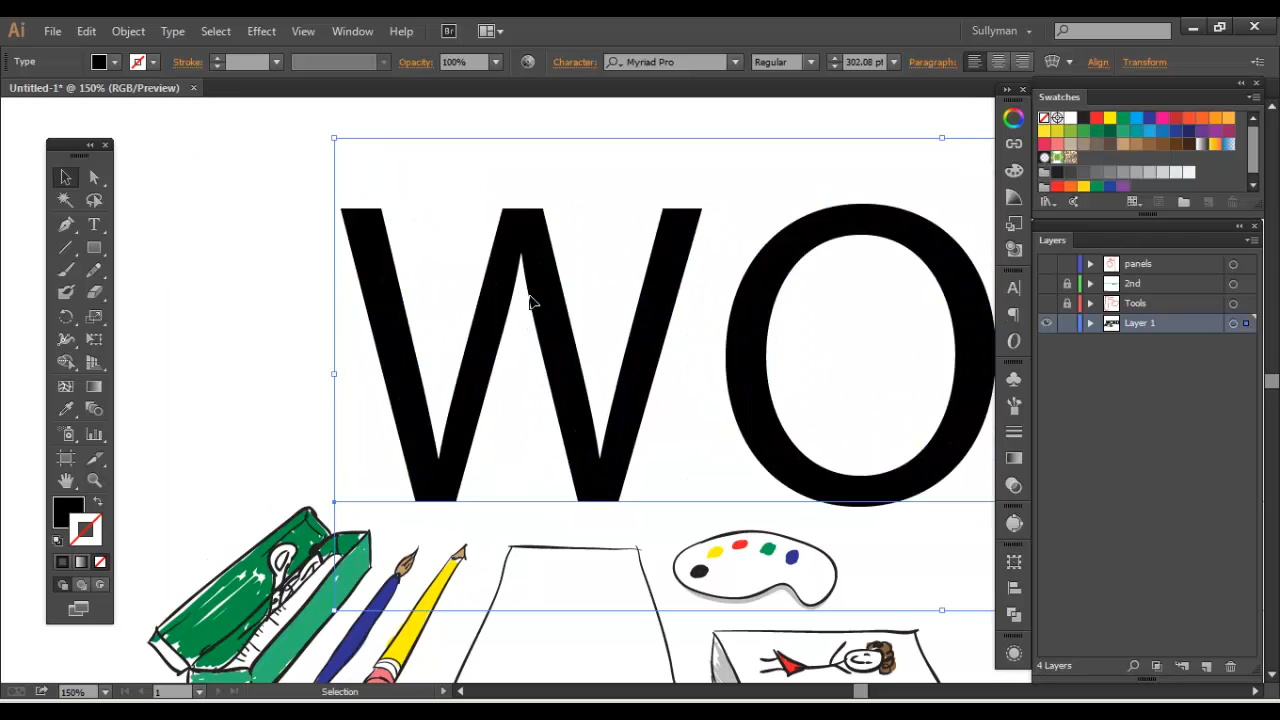 Ai File Edit Object Type Select Effect View Window Help Br Sullyman
Type Stroke: Opacity: 100% Character: Myriad Pro Regular 302.08 pt Paragraph: Align Transform
Untitled-1* @ 150% (RGB/Preview)
Swatches
Layers
panels
2nd
Tools
Layer 1
WO
4 Layers
150% 1 Selection